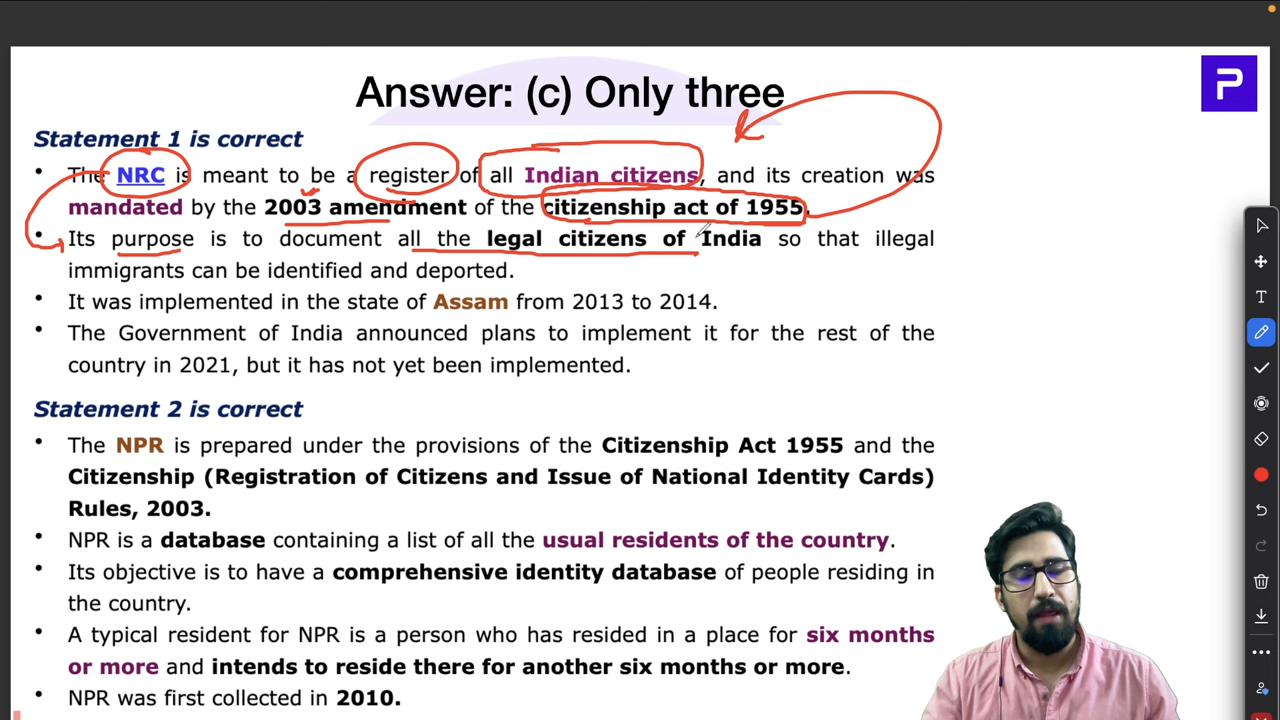 Answer: (c) Only three
P
Statement 1 is correct
• The NRC is meant to be a register of all Indian citizens, and its creation was
mandated by the 2003 amendment of the citizenship act of 1955.
• Its purpose is to document all the legal citizens of India so that illegal
immigrants can be identified and deported.
• It was implemented in the state of Assam from 2013 to 2014.
• The Government of India announced plans to implement it for the rest of the
country in 2021, but it has not yet been implemented.
Statement 2 is correct
• The NPR is prepared under the provisions of the Citizenship Act 1955 and the
Citizenship (Registration of Citizens and Issue of National Identity Cards)
Rules, 2003.
• NPR is a database containing a list of all the usual residents of the country.
• Its objective is to have a comprehensive identity database of people residing in
the country.
• A typical resident for NPR is a person who has resided in a place for six months
or more and intends to reside there for another six months or more.
• NPR was first collected in 2010.